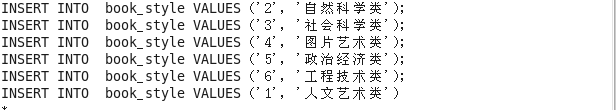 INSERT INTO  book_style VALUES ('2', '自然科学类');
INSERT INTO  book_style VALUES ('3', '社会科学类');
INSERT INTO  book_style VALUES ('4', '图片艺术类');
INSERT INTO  book_style VALUES ('5', '政治经济类');
INSERT INTO  book_style VALUES ('6', '工程技术类');
INSERT INTO  book_style VALUES ('1', '人文艺术类')
*